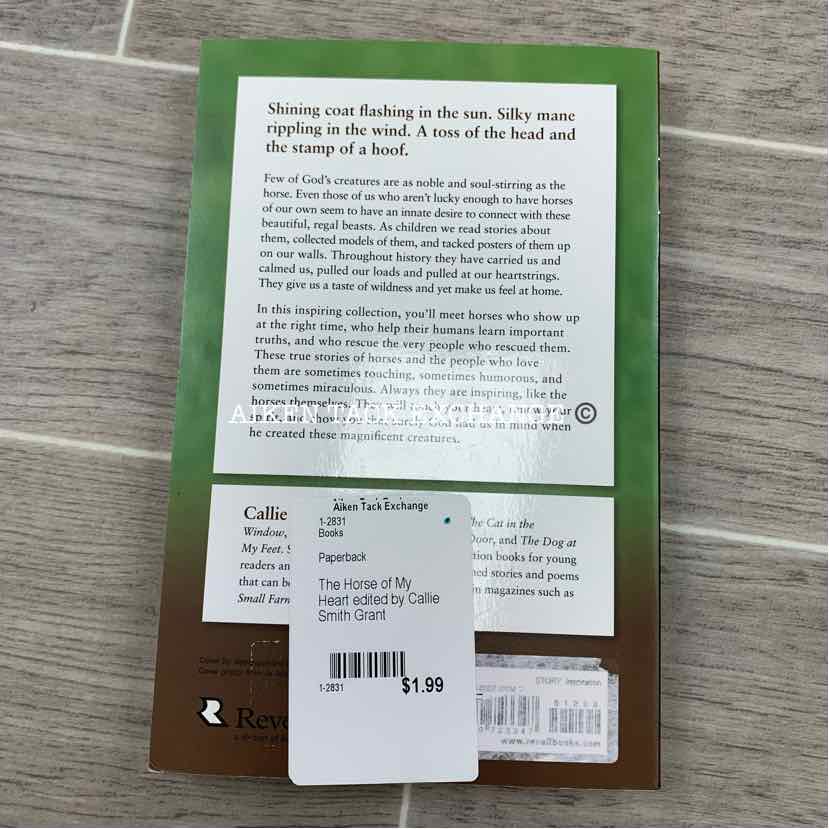 Shining coat flashing in the sun. Silky mane
rippling in the wind. A toss of the head and
the stamp of a hoof.
Few of God's creatures are as noble and soul-stirring as the
horse. Even those of us who aren't lucky enough to have horses
of our own seem to have an innate desire to connect with these
beautiful, regal beasts. As children we read stories about
them, collected models of them, and tacked posters of them up
on our walls. Throughout history they have carried us and
calmed us, pulled our loads and pulled at our heartstrings.
They give us a taste of wildness and yet make us feel at home.
In this inspiring collection, you'll meet horses who show up
at the right time, who help their humans learn important
truths, and who rescue the very people who rescued them.
These true stories of horses and the people who love
them are sometimes touching, sometimes humorous, and
sometimes miraculous. Always they are inspiring, like the
horses themselves.
AIKEN TACK EXCHANGE ©
spirit, and show had us in mind when
he created these magnificent creatures.
Callie
Window,
My Feet.
readers
that can
Small
The Cat in the
Door, and The Dog at
books for young
stories and poems
magazines such as
Aiken Tack Exchange
1-2831
Books
Paperback
The Horse of My
Heart edited by Callie
Smith Grant
1-2831
$1.99
www.revellbooks.com